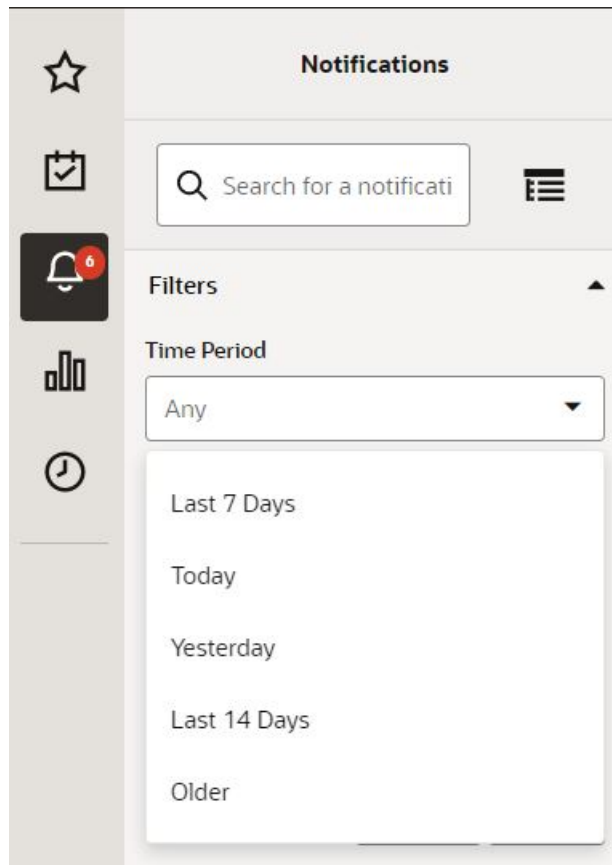 Notifications
Search for a notificati
6
Filters
Time Period
Any
Last 7 Days
Today
Yesterday
Last 14 Days
Older